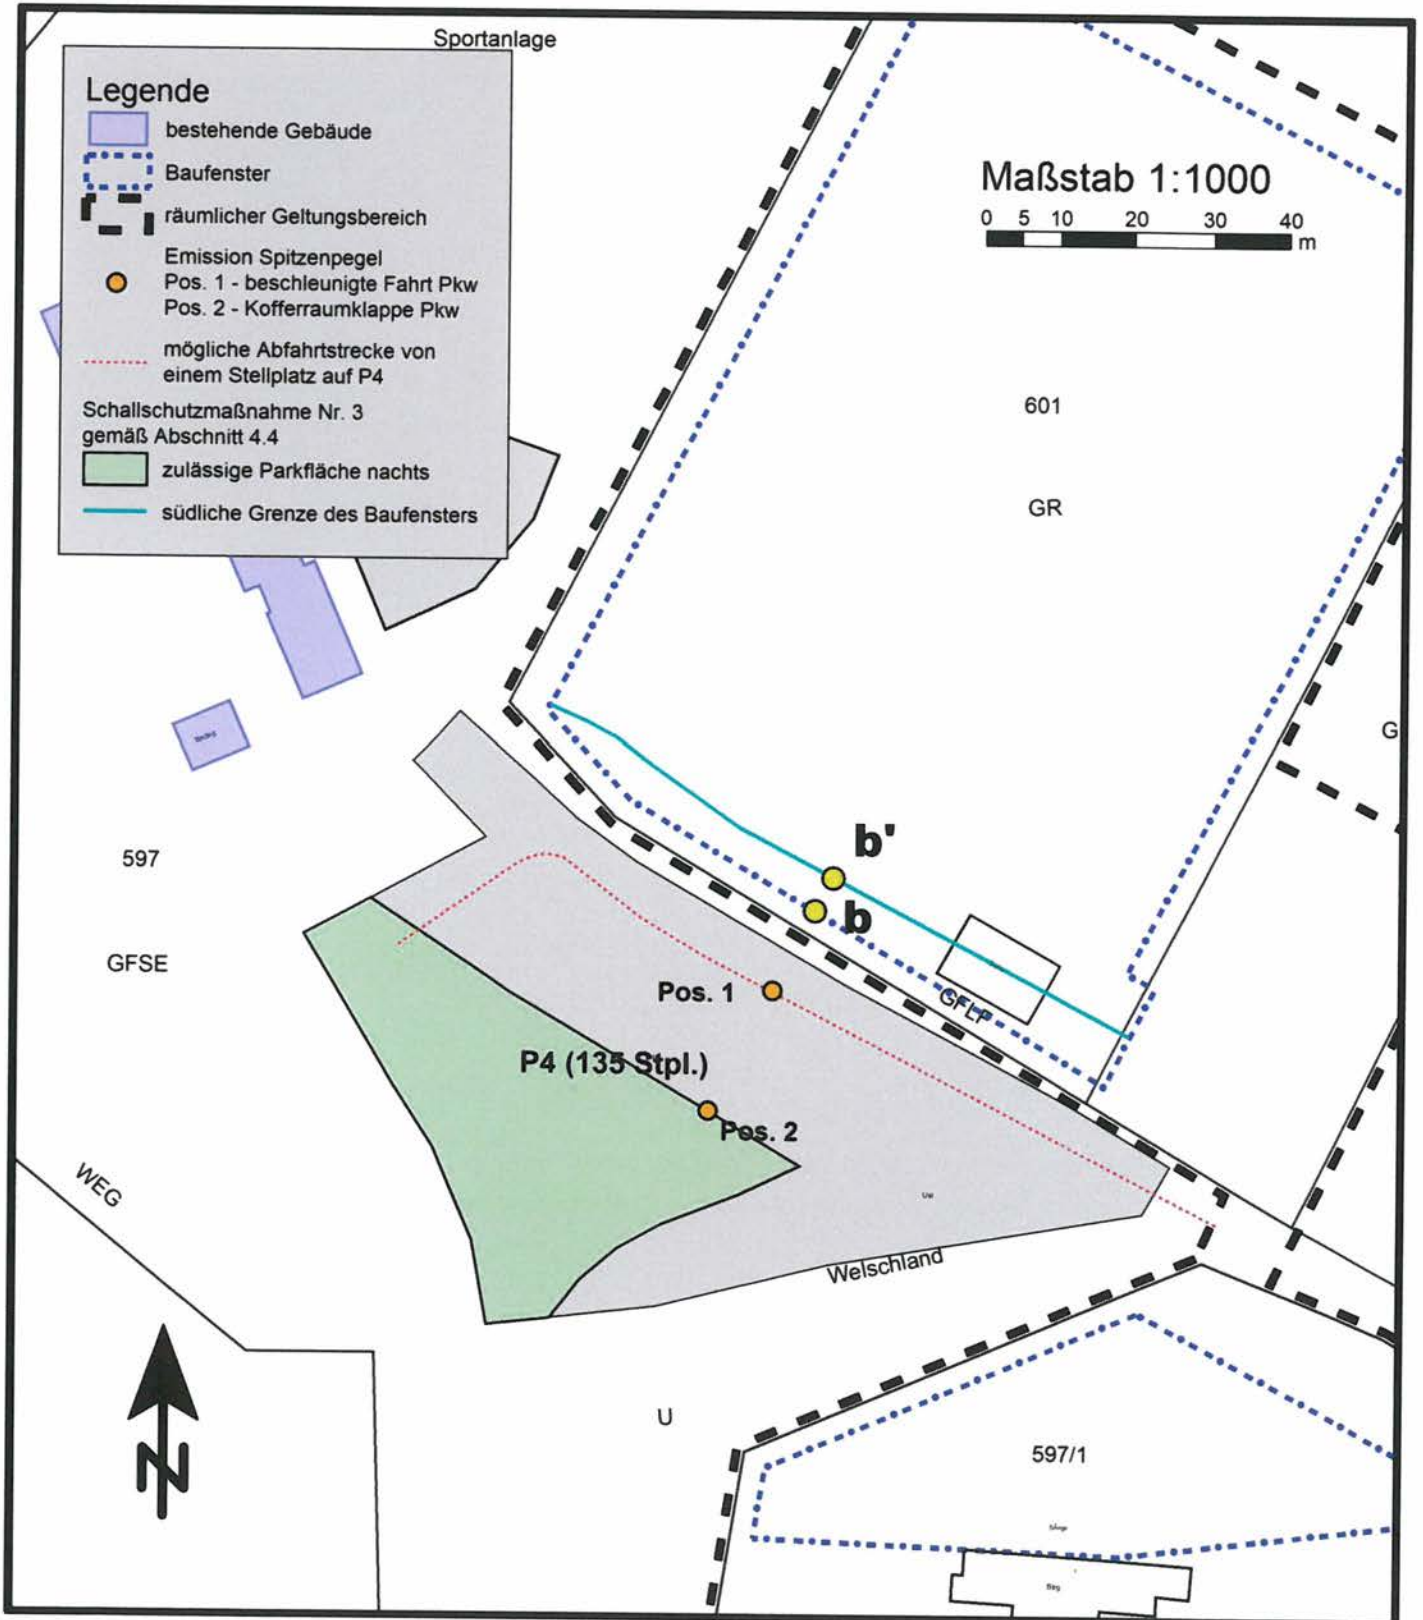 Sportanlage
Legende
bestehende Gebäude
Baufenster
räumlicher Geltungsbereich
Emission Spitzenpegel
Pos. 1 - beschleunigte Fahrt Pkw
Pos. 2 - Kofferraumklappe Pkw
mögliche Abfahrtstrecke von
einem Stellplatz auf P4
Schallschutzmaßnahme Nr. 3
gemäß Abschnitt 4.4
zulässige Parkfläche nachts
südliche Grenze des Baufensters
Maßstab 1:1000
0 5 10 20 30 40
m
601
GR
G
b'
b
597
GFSE
Pos. 1
GFLF
P4 (135 Stpl.)
Pos. 2
WEG
Welschland
U
N
597/1